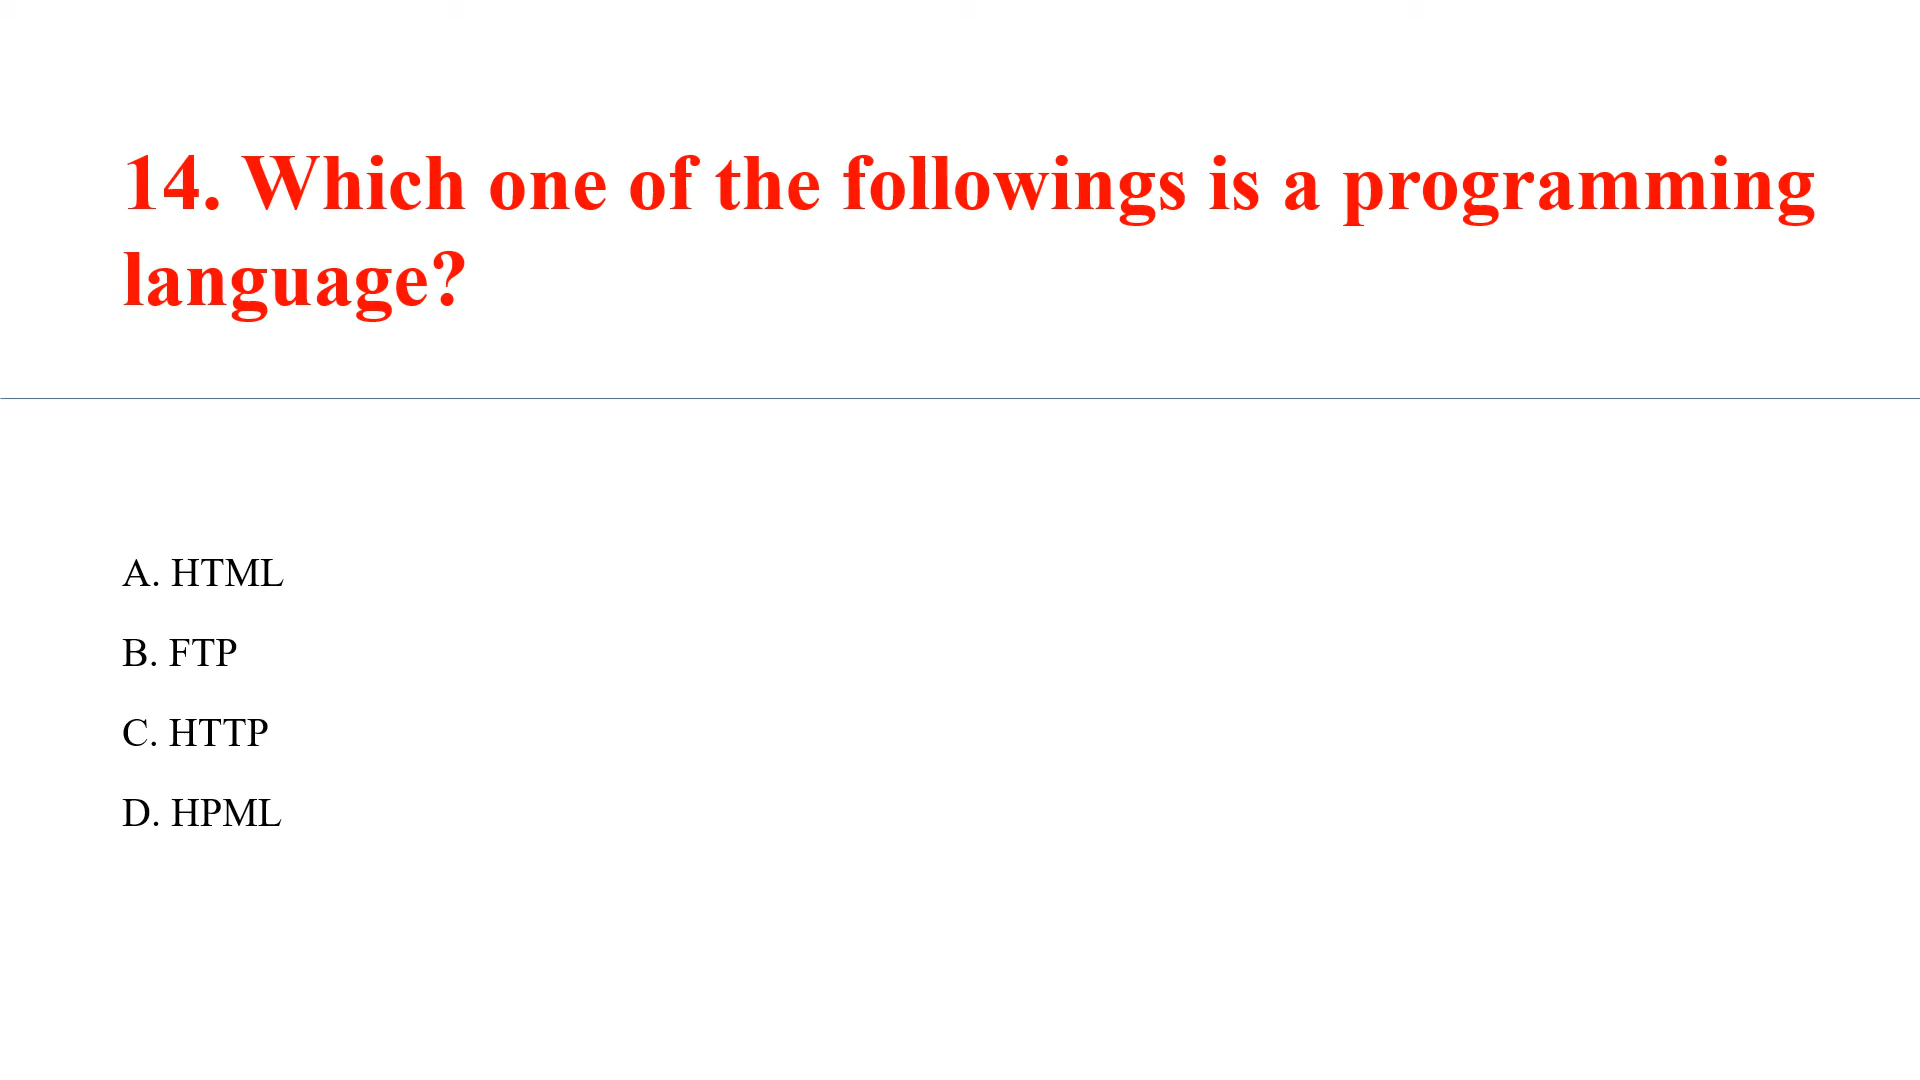 14. Which one of the followings is a programming
language?
A. HTML
B. FTP
C. HTTP
D. HPML